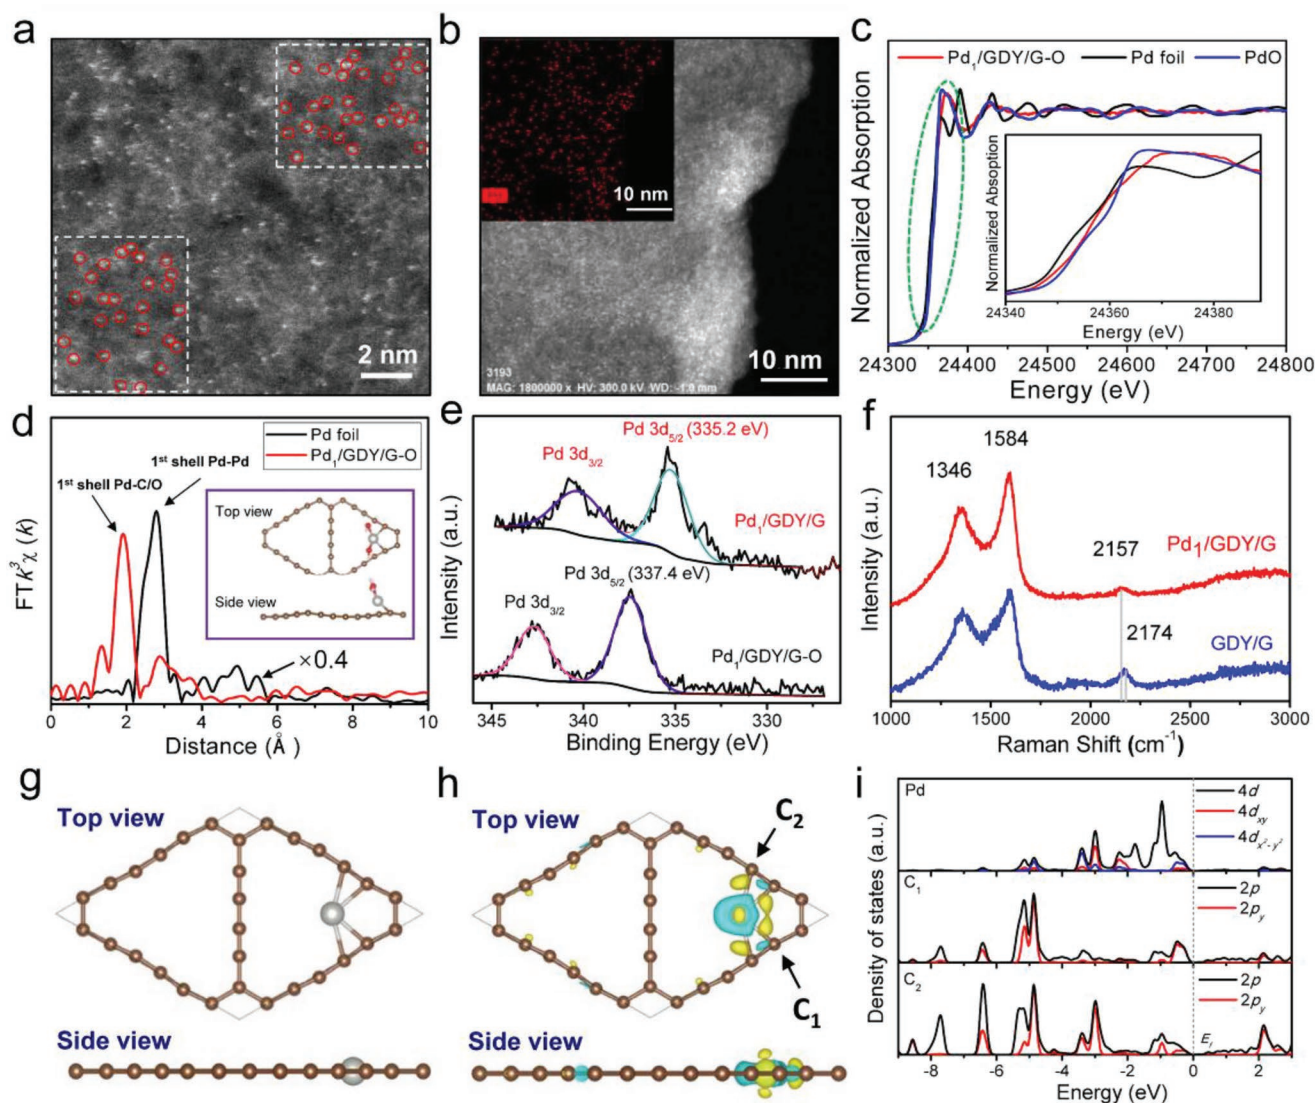 a
2 nm
b
10 nm
3193
MAG: 1800000 x HV: 300.0 kV WD: -1.0 mm
10 nm
c
Pd₁/GDY/G-O Pd foil PdO
Normalized Absorption
Normalized Absorption
24340 24360 24380
Energy (eV)
24300 24400 24500 24600 24700 24800
Energy (eV)
d
Pd foil
Pd₁/GDY/G-O
1st shell Pd-Pd
1st shell Pd-C/O
Top view
Side view
×0.4
FTk³χ (k)
0 2 4 6 8 10
Distance (Å)
e
Pd 3d₅/₂ (335.2 eV)
Pd 3d₃/₂
Pd₁/GDY/G
Pd 3d₅/₂ (337.4 eV)
Pd 3d₃/₂
Pd₁/GDY/G-O
Intensity (a.u.)
345 340 335 330
Binding Energy (eV)
f
1584
1346
2157
Pd₁/GDY/G
2174
GDY/G
Intensity (a.u.)
1000 1500 2000 2500 3000
Raman Shift (cm⁻¹)
g
Top view
Side view
h
Top view
C₂
C₁
Side view
i
Pd
4d
4dxy
4dx²-y²
C₁
2p
2py
C₂
2p
2py
Ef
Density of states (a.u.)
-8 -6 -4 -2 0 2
Energy (eV)